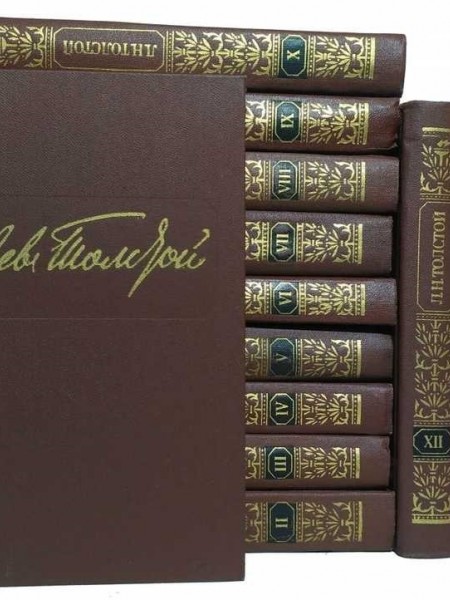 Л.Н.ТОЛСТОЙ X
IX
VIII
VII
VI
V
IV
III
II
Лев Толстой
Л.Н.ТОЛСТОЙ
XII